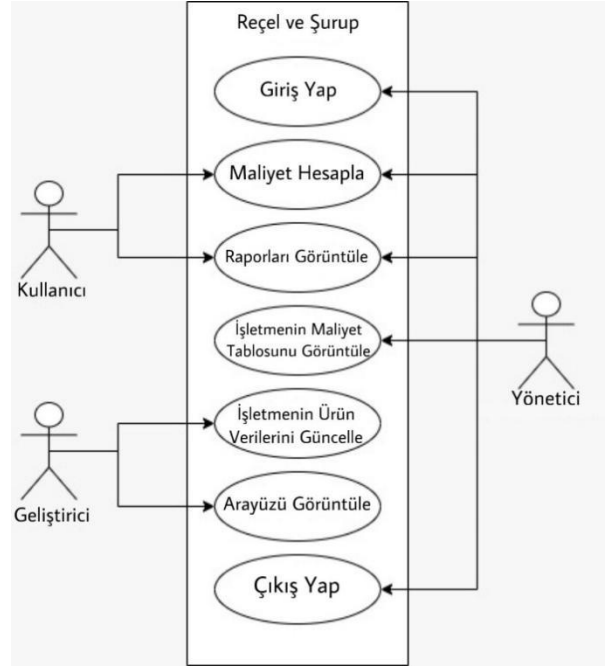 Reçel ve Şurup
Giriş Yap
Maliyet Hesapla
Kullanıcı
Raporları Görüntüle
İşletmenin Maliyet
Tablosunu Görüntüle
Yönetici
İşletmenin Ürün
Verilerini Güncelle
Geliştirici
Arayüzü Görüntüle
Çıkış Yap